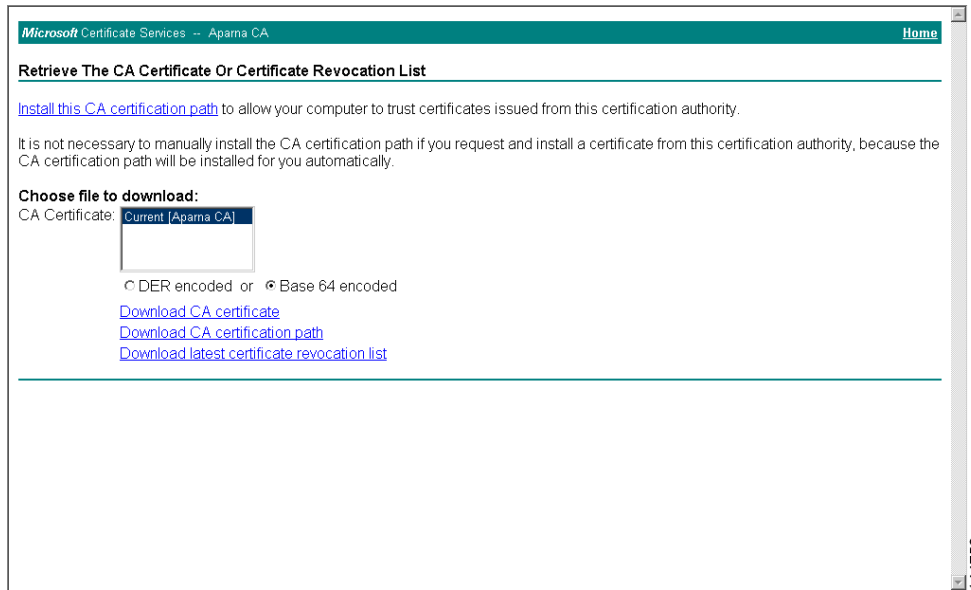 Microsoft Certificate Services -- Aparna CA Home
Retrieve The CA Certificate Or Certificate Revocation List
Install this CA certification path to allow your computer to trust certificates issued from this certification authority.
It is not necessary to manually install the CA certification path if you request and install a certificate from this certification authority, because the
CA certification path will be installed for you automatically.
Choose file to download:
CA Certificate: Current [Aparna CA]
DER encoded or Base 64 encoded
Download CA certificate
Download CA certification path
Download latest certificate revocation list